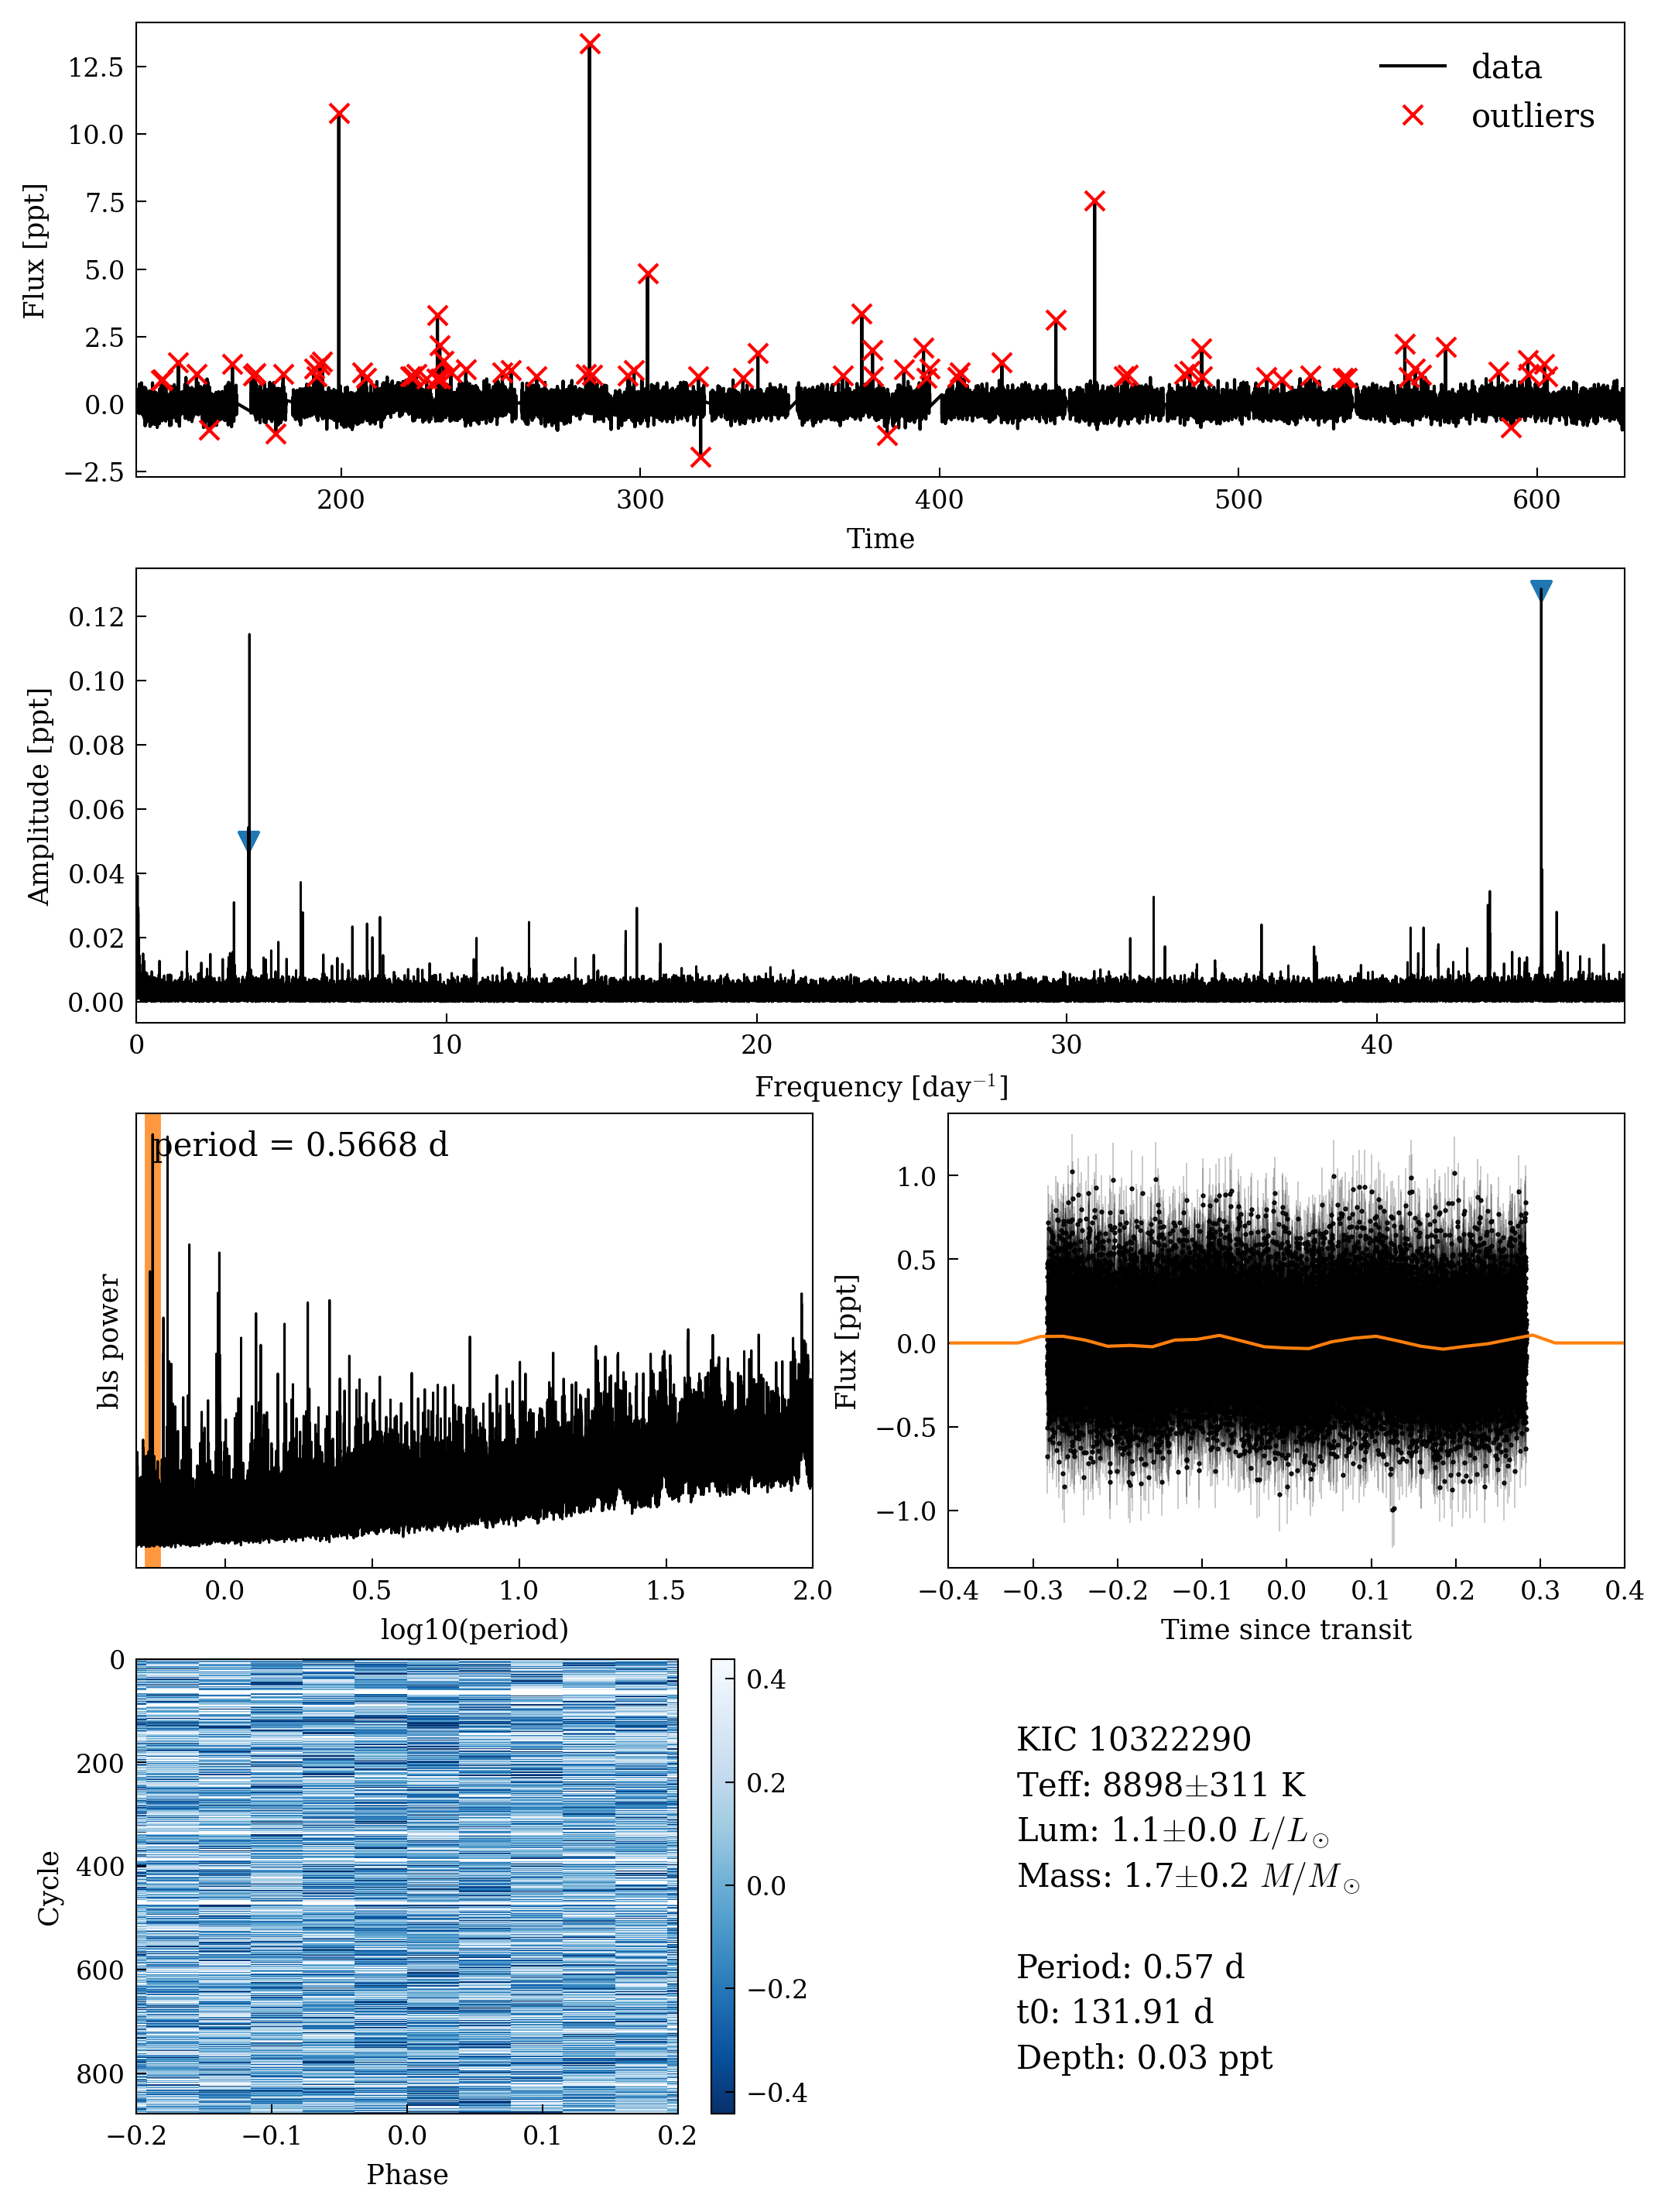 12.5
10.0
7.5
5.0
2.5
0.0
−2.5
Flux [ppt]
data
outliers
200 300 400 500 600
Time
0.12
0.10
0.08
0.06
0.04
0.02
0.00
Amplitude [ppt]
0 10 20 30 40
Frequency [day⁻¹]
period = 0.5668 d
bls power
0.0 0.5 1.0 1.5 2.0
log10(period)
1.0
0.5
0.0
−0.5
−1.0
Flux [ppt]
−0.4 −0.3 −0.2 −0.1 0.0 0.1 0.2 0.3 0.4
Time since transit
0
200
400
600
800
Cycle
−0.2 −0.1 0.0 0.1 0.2
Phase
0.4
0.2
0.0
−0.2
−0.4
KIC 10322290
Teff: 8898±311 K
Lum: 1.1±0.0 L/L⊙
Mass: 1.7±0.2 M/M⊙
Period: 0.57 d
t0: 131.91 d
Depth: 0.03 ppt